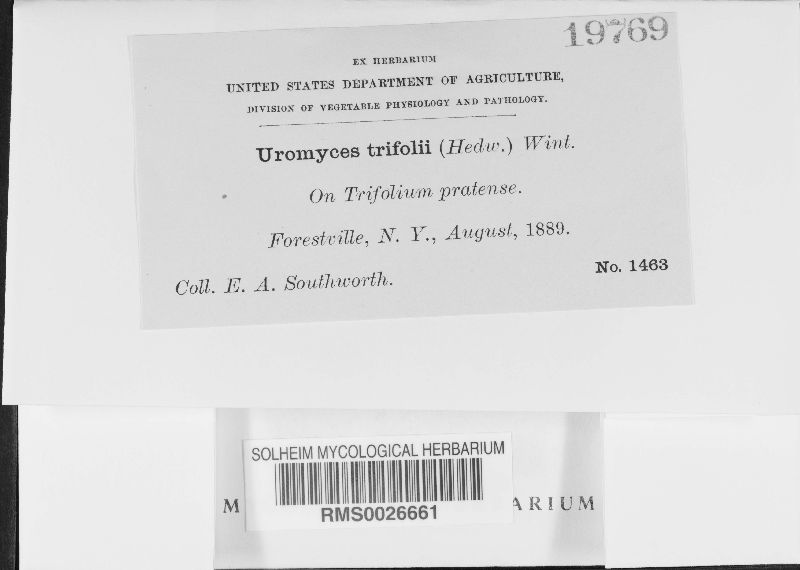 19769
EX HERBARIUM
UNITED STATES DEPARTMENT OF AGRICULTURE,
DIVISION OF VEGETABLE PHYSIOLOGY AND PATHOLOGY.
Uromyces trifolii (Hedw.) Wint.
On Trifolium pratense.
Forestville, N. Y., August, 1889.
No. 1463
Coll. E. A. Southworth.
SOLHEIM MYCOLOGICAL HERBARIUM
RMS0026661
M ARIUM